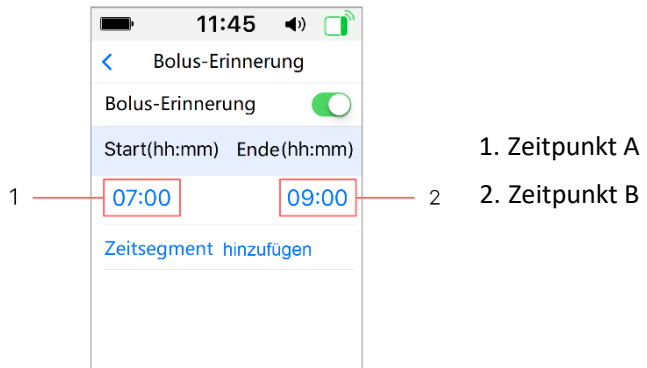 11:45
Bolus-Erinnerung
Bolus-Erinnerung
Start(hh:mm) Ende(hh:mm)
1 07:00 09:00 2
Zeitsegment hinzufügen
1. Zeitpunkt A
2. Zeitpunkt B